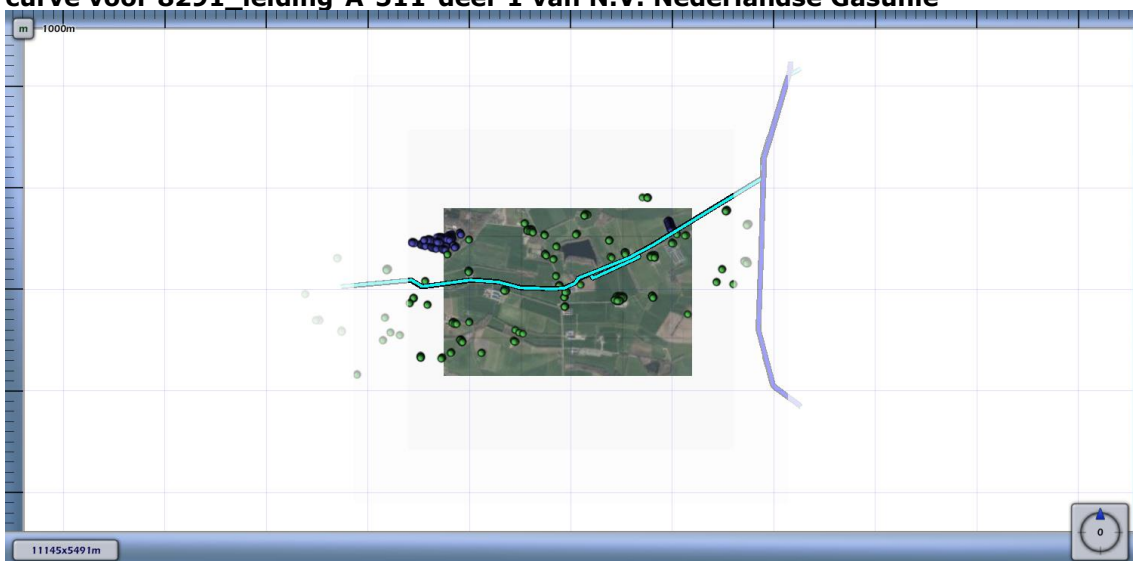 curve voor 8291_leiding-A-511-deel 1 van N.V. Nederlandse Gasunie
m 1000m
0
11145x5491m